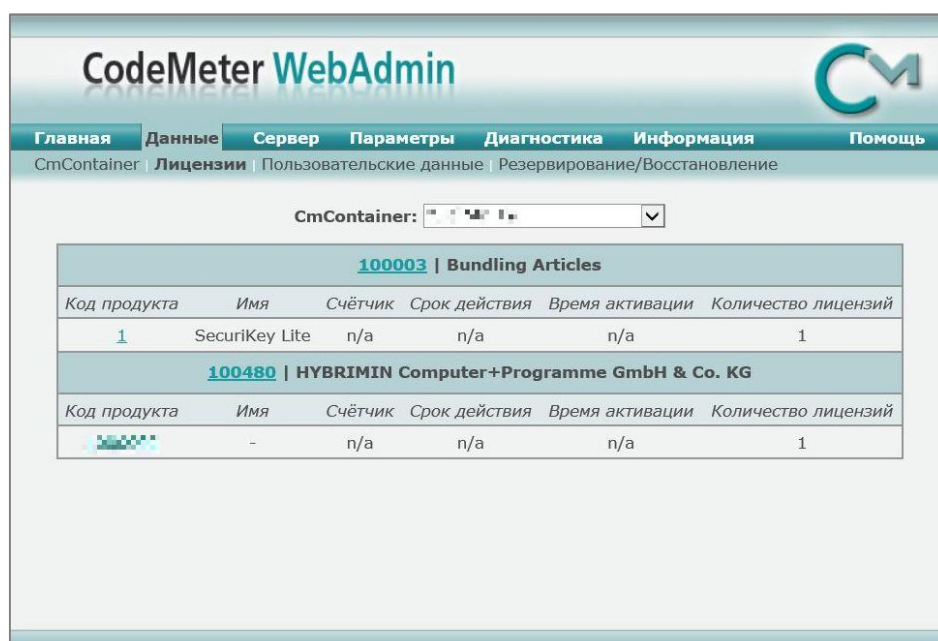 CodeMeter WebAdmin
Главная Данные Сервер Параметры Диагностика Информация Помощь
CmContainer | Лицензии | Пользовательские данные | Резервирование/Восстановление
CmContainer:
100003 | Bundling Articles
Код продукта Имя Счётчик Срок действия Время активации Количество лицензий
1 SecuriKey Lite n/a n/a n/a 1
100480 | HYBRIMIN Computer+Programme GmbH & Co. KG
Код продукта Имя Счётчик Срок действия Время активации Количество лицензий
- n/a n/a n/a 1